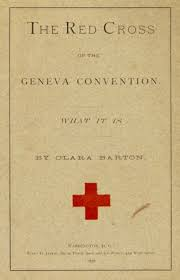 THE RED CROSS
OF THE
GENEVA CONVENTION.
WHAT IT IS
BY CLARA BARTON.
WASHINGTON, D. C.: